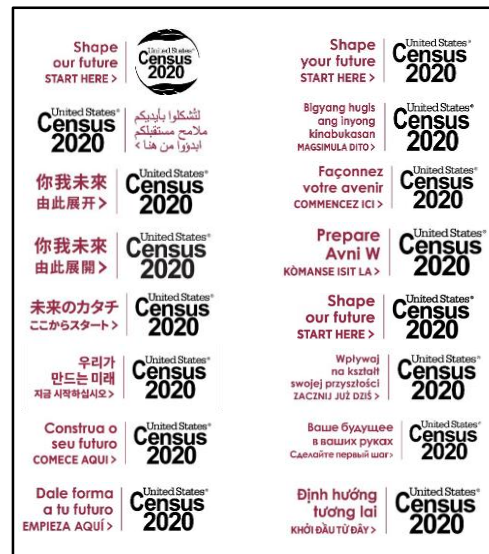 Shape
our future
START HERE >
United States®
Census
2020
Shape
your future
START HERE >
United States®
Census
2020
United States®
Census
2020
لتُشكلوا بأيديكم
ملامح مستقبلكم
ابدؤوا من هنا >
Bigyang hugis
ang inyong
kinabukasan
MAGSIMULA DITO >
United States®
Census
2020
你我未來
由此展开 >
United States®
Census
2020
Façonnez
votre avenir
COMMENCEZ ICI >
United States®
Census
2020
你我未來
由此展開 >
United States®
Census
2020
Prepare
Avni W
KÒMANSE ISIT LA >
United States®
Census
2020
未来のカタチ
ここからスタート >
United States®
Census
2020
Shape
our future
START HERE >
United States®
Census
2020
우리가
만드는 미래
지금 시작하십시오 >
United States®
Census
2020
Wpływaj
na kształt
swojej przyszłości
ZACZNIJ JUŻ DZIŚ >
United States®
Census
2020
Construa o
seu futuro
COMECE AQUI >
United States®
Census
2020
Ваше будущее
в ваших руках
Сделайте первый шаг >
United States®
Census
2020
Dale forma
a tu futuro
EMPIEZA AQUÍ >
United States®
Census
2020
Định hướng
tương lai
KHỞI ĐẦU TỪ ĐÂY >
United States®
Census
2020